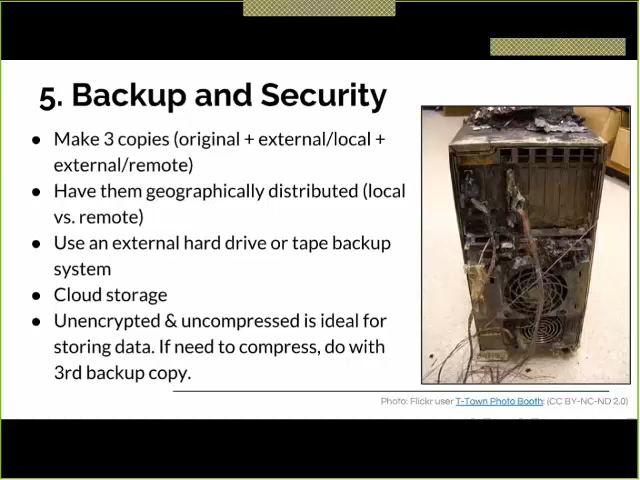 5. Backup and Security
● Make 3 copies (original + external/local +
external/remote)
● Have them geographically distributed (local
vs. remote)
● Use an external hard drive or tape backup
system
● Cloud storage
● Unencrypted & uncompressed is ideal for
storing data. If need to compress, do with
3rd backup copy.
Photo: Flickr user T-Town Photo Booth: (CC BY-NC-ND 2.0)